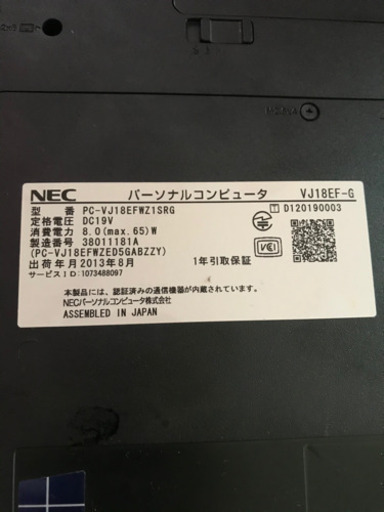 NEC パーソナルコンピュータ VJ18EF-G
型 番 PC-VJ18EFWZ1SRG
定格電圧 DC19V
消費電力 8.0(max.65)W
製造番号 38011181A
(PC-VJ18EFWZED5GABZZY)
出荷年月 2013年8月 1年引取保証
サービスID:1073488097
T D120190003
VCCI
本製品には、認証済みの通信機器が内蔵されています。
NECパーソナルコンピュータ株式会社
ASSEMBLED IN JAPAN